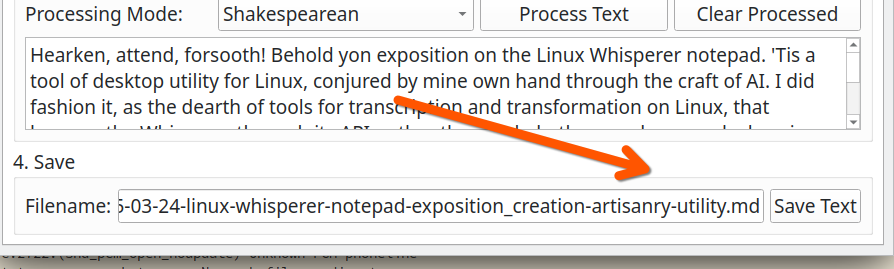 Processing Mode: Shakespearean Process Text Clear Processed
Hearken, attend, forsooth! Behold yon exposition on the Linux Whisperer notepad. 'Tis a
tool of desktop utility for Linux, conjured by mine own hand through the craft of AI. I did
fashion it, as the dearth of tools for transcription and transformation on Linux, that
4. Save
Filename: 5-03-24-linux-whisperer-notepad-exposition_creation-artisanry-utility.md Save Text